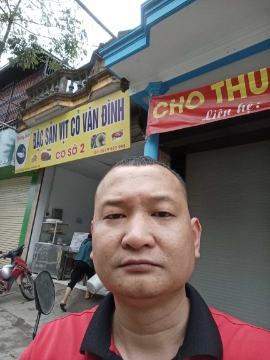 ĐẶC SẢN VỊT CỎ VÂN ĐÌNH
CƠ SỞ 2
CHO THU
Liên hệ: